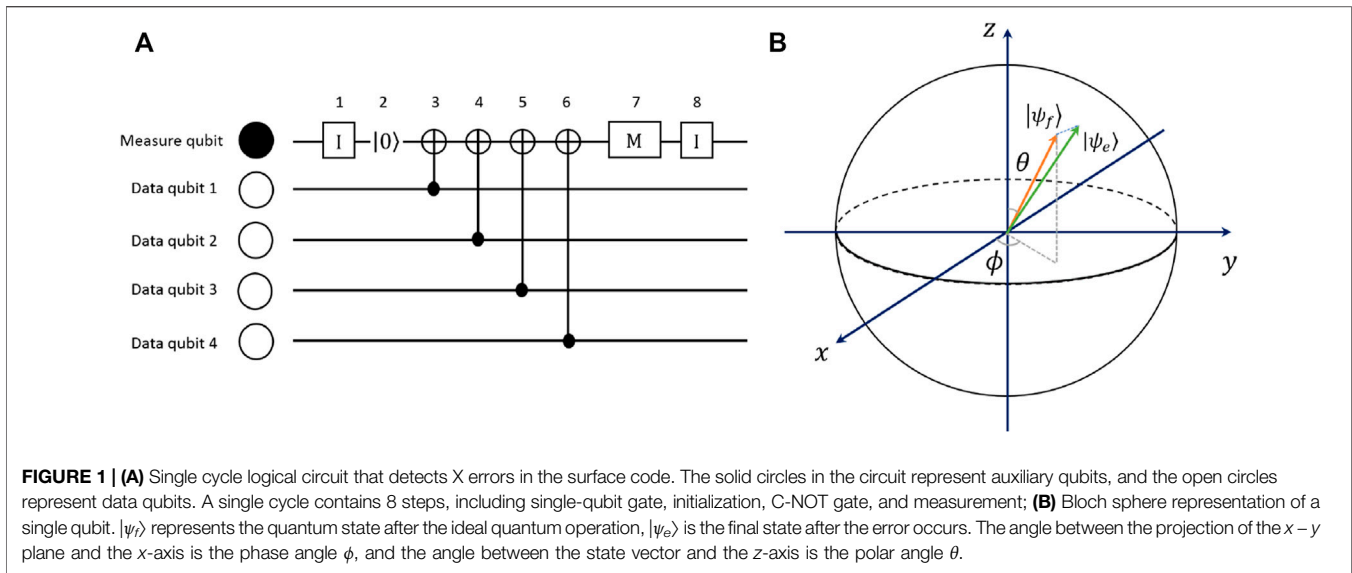 A
B
1 2 3 4 5 6 7 8
Measure qubit I |0⟩ M I
Data qubit 1
Data qubit 2
Data qubit 3
Data qubit 4
z
|ψf⟩
|ψe⟩
θ
ϕ
y
x
FIGURE 1 | (A) Single cycle logical circuit that detects X errors in the surface code. The solid circles in the circuit represent auxiliary qubits, and the open circles
represent data qubits. A single cycle contains 8 steps, including single-qubit gate, initialization, C-NOT gate, and measurement; (B) Bloch sphere representation of a
single qubit. |ψf⟩ represents the quantum state after the ideal quantum operation, |ψe⟩ is the final state after the error occurs. The angle between the projection of the x – y
plane and the x-axis is the phase angle ϕ, and the angle between the state vector and the z-axis is the polar angle θ.